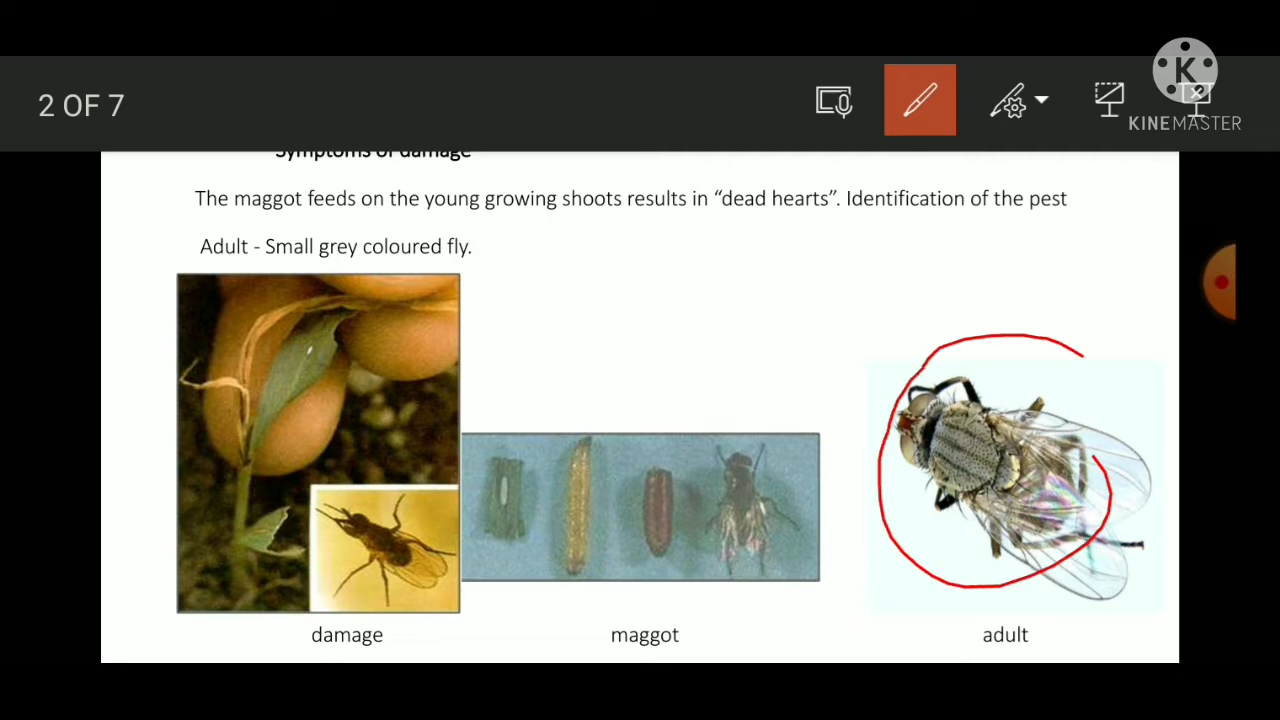 2 OF 7
K
KINEMASTER
Symptoms of damage
The maggot feeds on the young growing shoots results in “dead hearts”. Identification of the pest
Adult - Small grey coloured fly.
damage
maggot
adult